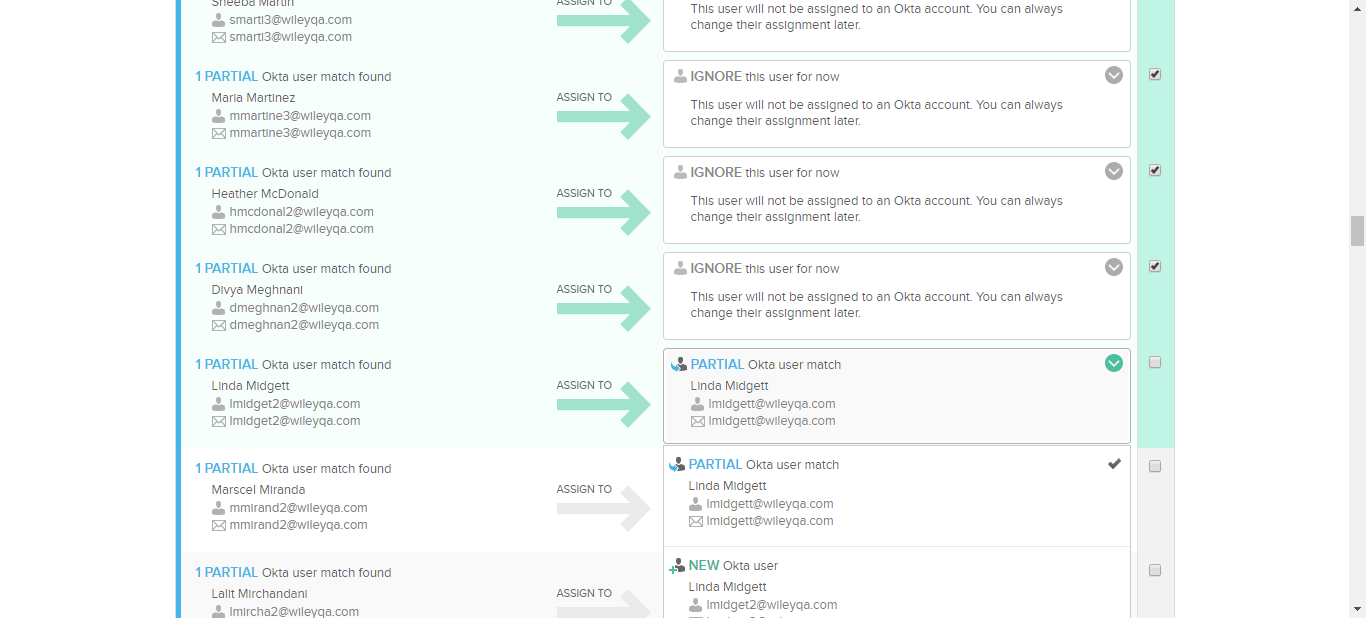 Sheeba Martin
smarti3@wileyqa.com
smarti3@wileyqa.com
ASSIGN TO
This user will not be assigned to an Okta account. You can always
change their assignment later.
1 PARTIAL Okta user match found
Maria Martinez
mmartine3@wileyqa.com
mmartine3@wileyqa.com
ASSIGN TO
IGNORE this user for now
This user will not be assigned to an Okta account. You can always
change their assignment later.
1 PARTIAL Okta user match found
Heather McDonald
hmcdonal2@wileyqa.com
hmcdonal2@wileyqa.com
ASSIGN TO
IGNORE this user for now
This user will not be assigned to an Okta account. You can always
change their assignment later.
1 PARTIAL Okta user match found
Divya Meghnani
dmeghnan2@wileyqa.com
dmeghnan2@wileyqa.com
ASSIGN TO
IGNORE this user for now
This user will not be assigned to an Okta account. You can always
change their assignment later.
1 PARTIAL Okta user match found
Linda Midgett
lmidget2@wileyqa.com
lmidget2@wileyqa.com
ASSIGN TO
PARTIAL Okta user match
Linda Midgett
lmidgett@wileyqa.com
lmidgett@wileyqa.com
1 PARTIAL Okta user match found
Marscel Miranda
mmirand2@wileyqa.com
mmirand2@wileyqa.com
ASSIGN TO
PARTIAL Okta user match
Linda Midgett
lmidgett@wileyqa.com
lmidgett@wileyqa.com
1 PARTIAL Okta user match found
Lalit Mirchandani
lmircha2@wileyqa.com
ASSIGN TO
NEW Okta user
Linda Midgett
lmidget2@wileyqa.com